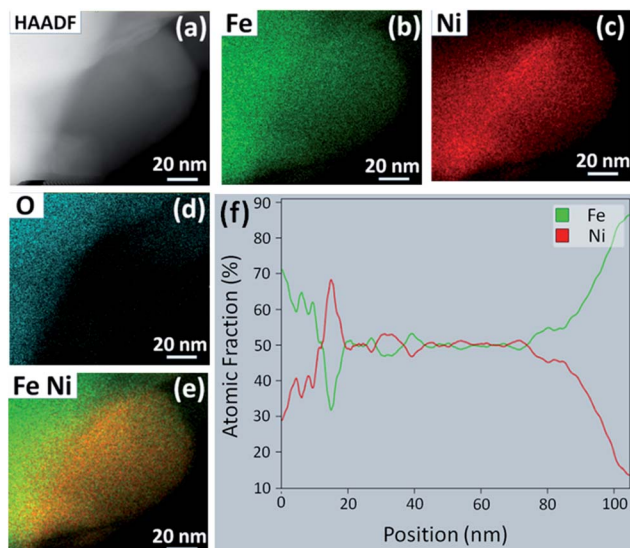 HAADF
(a)
20 nm
Fe
(b)
20 nm
Ni
(c)
20 nm
O
(d)
20 nm
Fe Ni
(e)
20 nm
(f)
Fe
Ni
90
80
70
60
50
40
30
20
10
Atomic Fraction (%)
0
20
40
60
80
100
Position (nm)